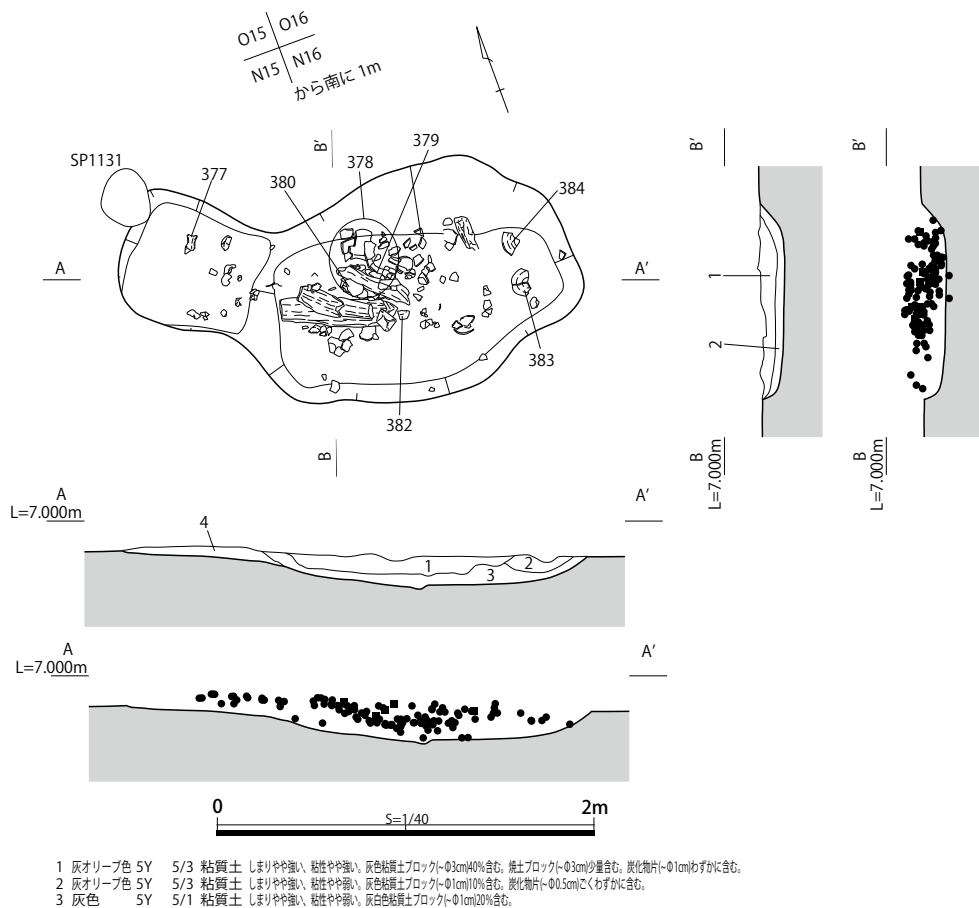 O15 O16
N15 N16
から南に 1m
B'
379
378
SP1131
377
380
384
A
A'
383
382
B
B'
B'
1
2
B
L=7.000m
B
L=7.000m
A
L=7.000m
A'
4
1
3
2
A
L=7.000m
A'
0
2m
S=1/40
1 灰オリーブ色 5Y 5/3 粘質土 しまりやや強い、粘性やや強い。灰色粘質土ブロック(~Φ3cm)40%含む。焼土ブロック(~Φ3cm)少量含む。炭化物片(~Φ1cm)わずかに含む。
2 灰オリーブ色 5Y 5/3 粘質土 しまりやや強い、粘性やや弱い。灰色粘質土ブロック(~Φ1cm)10%含む。炭化物片(~Φ0.5cm)ごくわずかに含む。
3 灰色 5Y 5/1 粘質土 しまりやや強い、粘性やや弱い。灰白色粘質土ブロック(~Φ1cm)20%含む。